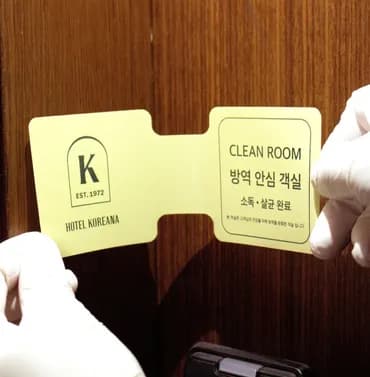 K
EST. 1972
HOTEL KOREANA
CLEAN ROOM
방역 안심 객실
소독 • 살균 완료